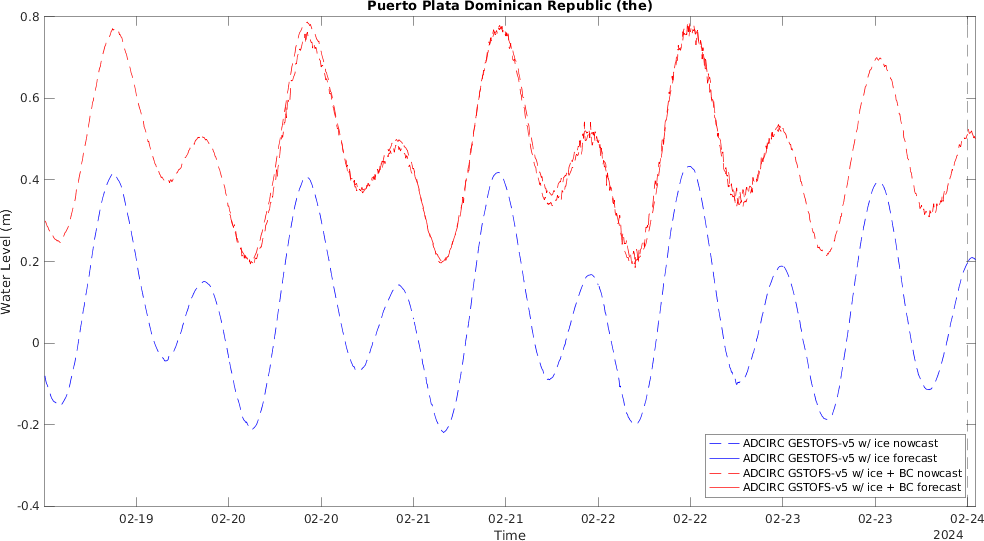 Puerto Plata Dominican Republic (the)
0.8
0.6
0.4
0.2
0
-0.2
-0.4
Water Level (m)
ADCIRC GESTOFS-v5 w/ ice nowcast
ADCIRC GESTOFS-v5 w/ ice forecast
ADCIRC GSTOFS-v5 w/ ice + BC nowcast
ADCIRC GSTOFS-v5 w/ ice + BC forecast
02-19 02-20 02-20 02-21 02-21 02-22 02-22 02-23 02-23 02-24
2024
Time